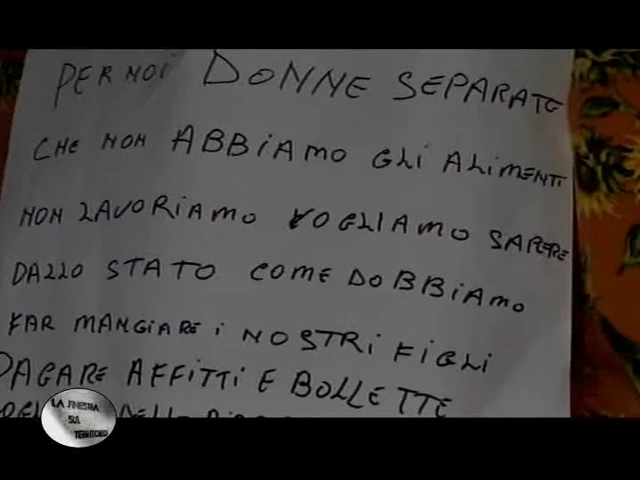 PER NOI DONNE SEPARATE
CHE NON ABBIAMO GLI ALIMENTI
NON LAVORIAMO VOGLIAMO SAPERE
DALLO STATO COME DOBBIAMO
FAR MANGIARE I NOSTRI FIGLI
PAGARE AFFITTI E BOLLETTE
LA FINESTRA
SUL
TERRITORIO